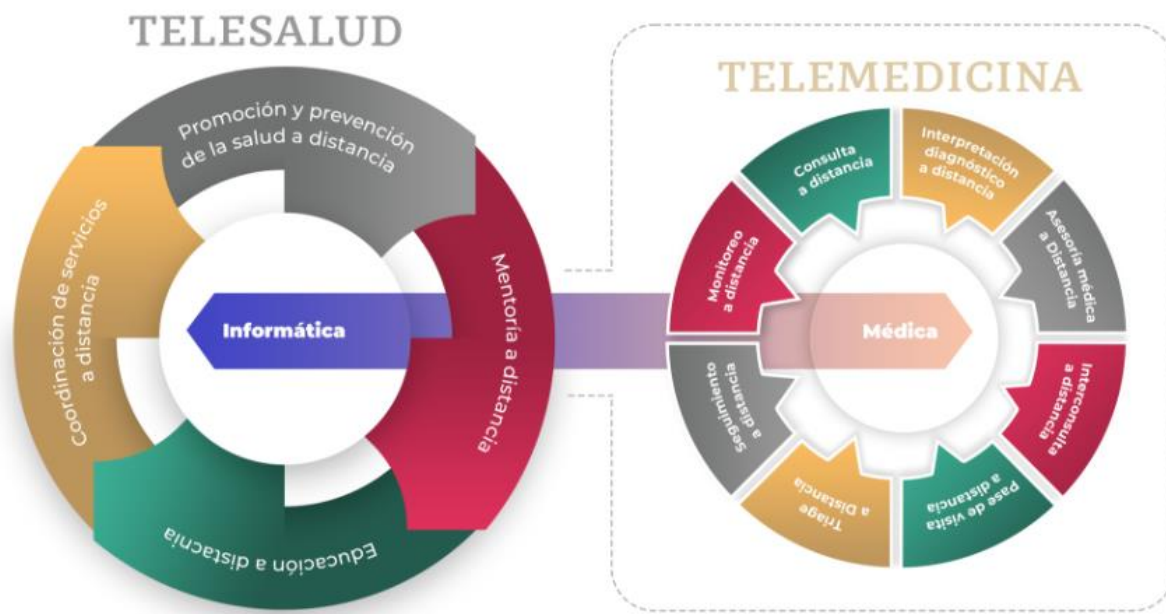 TELESALUD
Promoción y prevención
de la salud a distancia
Mentoría a distancia
Educación a distacnia
Coordinación de servicios
a distancia
Informática
TELEMEDICINA
Consulta
a distancia
Interpretación
diagnóstico
a distancia
Asesoría médica
a Distancia
Interconsulta
a distancia
Pase de visita
a distancia
Triage
a Distancia
Seguimiento
a distancia
Monitoreo
a distancia
Médica